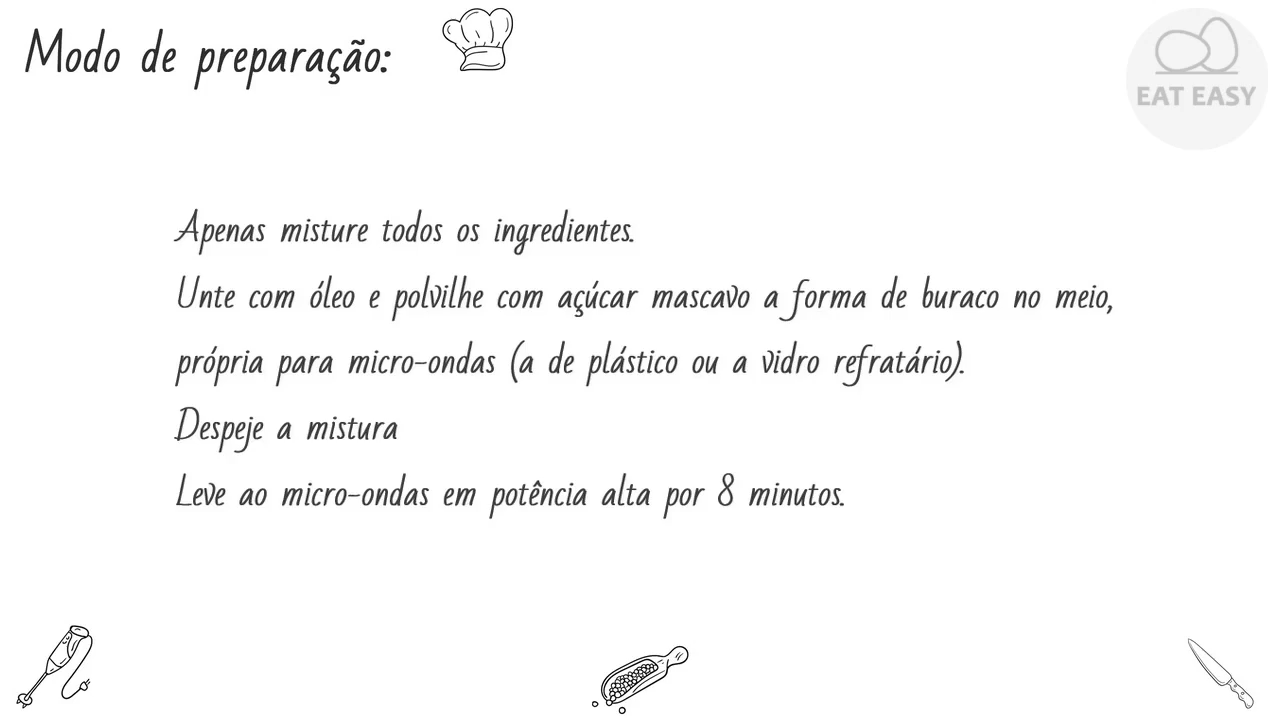 Modo de preparação:
EAT EASY
Apenas misture todos os ingredientes.
Unte com óleo e polvilhe com açúcar mascavo a forma de buraco no meio,
própria para micro-ondas (a de plástico ou a vidro refratário).
Despeje a mistura
Leve ao micro-ondas em potência alta por 8 minutos.